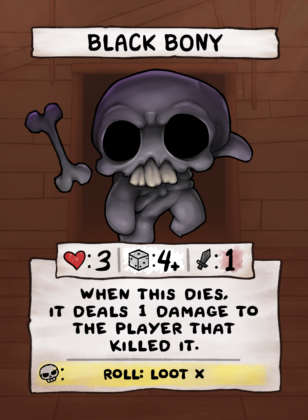 BLACK BONY
:3 :4+ :1
WHEN THIS DIES,
IT DEALS 1 DAMAGE TO
THE PLAYER THAT
KILLED IT.
: ROLL: LOOT X